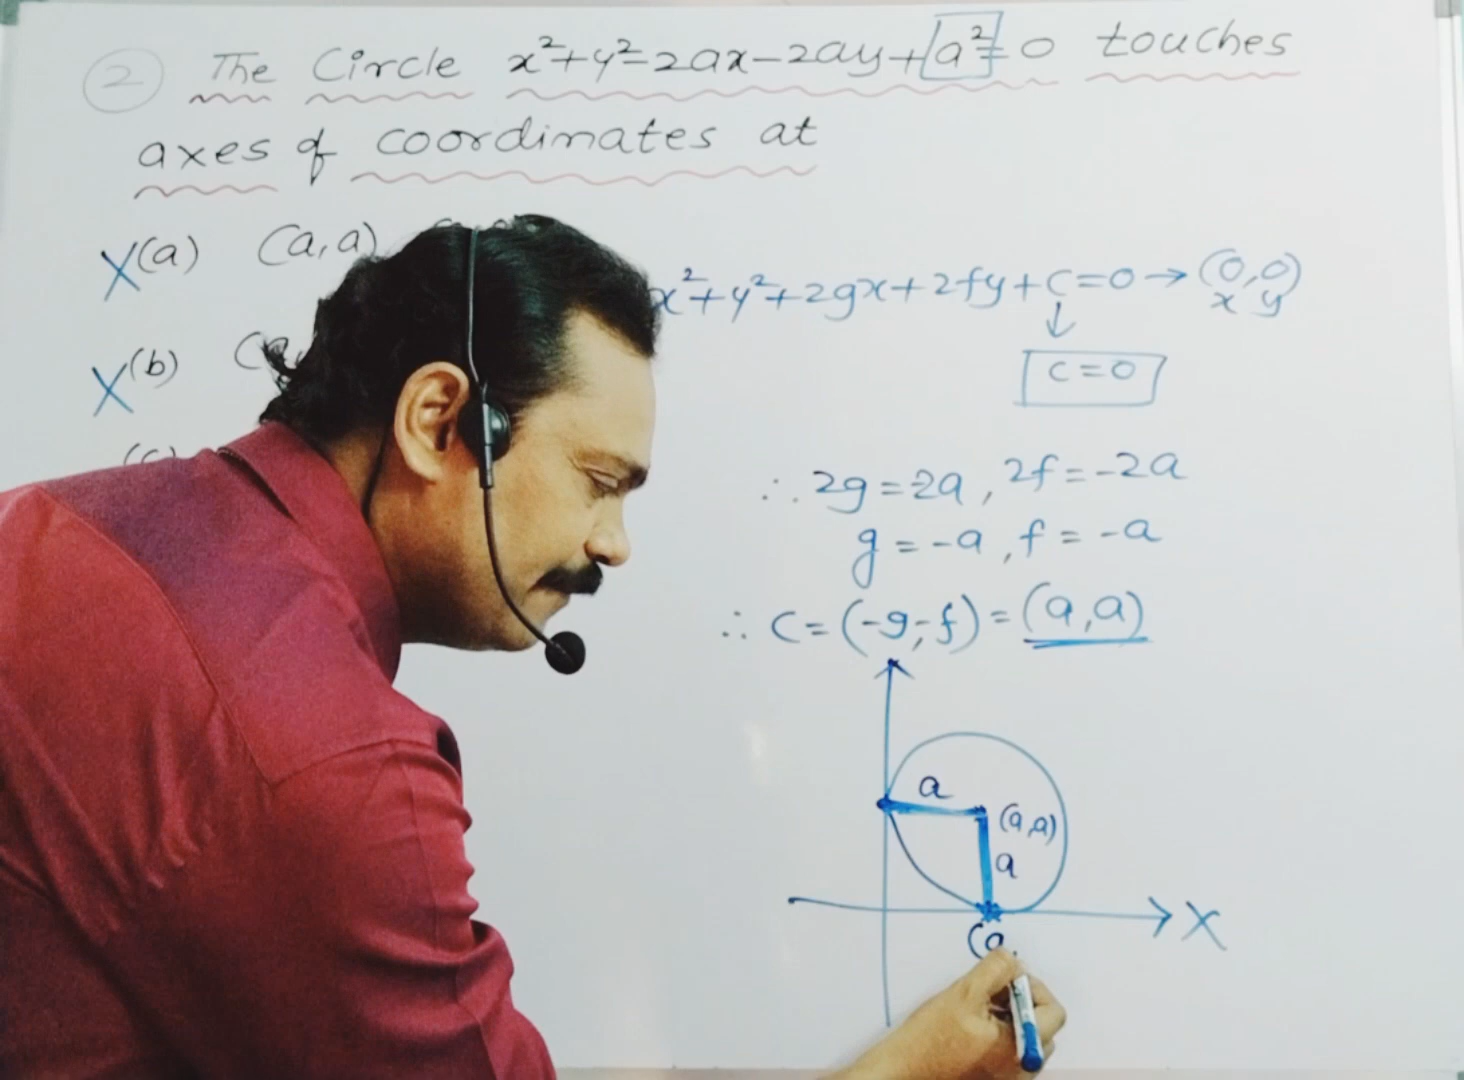 2 The Circle x²+y²-2ax-2ay+a²=0 touches
axes of coordinates at
X (a) (a,a)
x²+y²+2gx+2fy+c=0→(0,0)
x y
↓
X (b) (a,
c=0
(c)
∴ 2g=-2a, 2f=-2a
g=-a, f=-a
∴ C=(-g,-f)=(a,a)
a
(a,a)
a
X
(a,